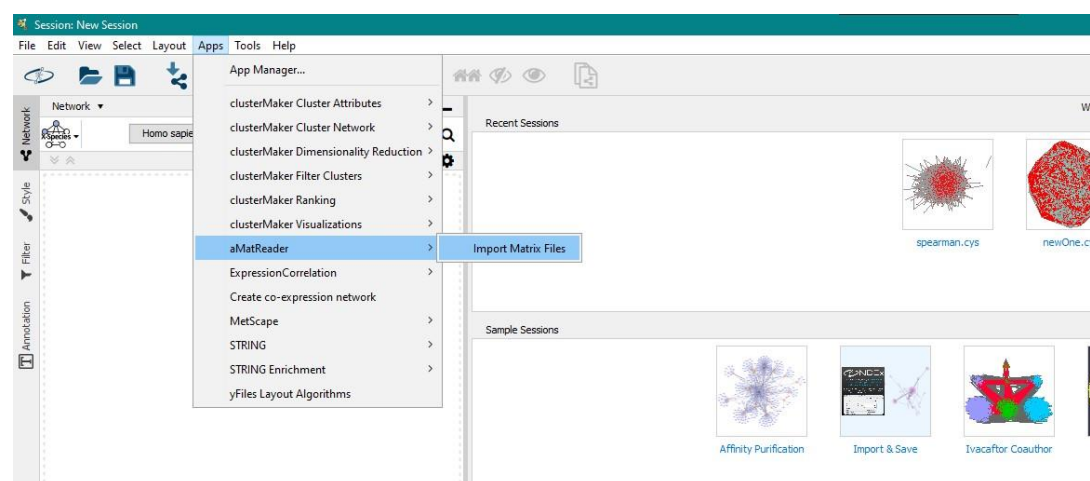 Session: New Session
File Edit View Select Layout Apps Tools Help
App Manager...
Network
Homo sapie
X-Species
clusterMaker Cluster Attributes
clusterMaker Cluster Network
clusterMaker Dimensionality Reduction
clusterMaker Filter Clusters
clusterMaker Ranking
clusterMaker Visualizations
aMatReader
Import Matrix Files
ExpressionCorrelation
Create co-expression network
MetScape
STRING
STRING Enrichment
yFiles Layout Algorithms
Network
Style
Filter
Annotation
W
Recent Sessions
spearman.cys
newOne.c
Sample Sessions
Affinity Purification
Import & Save
Ivacaftor Coauthor